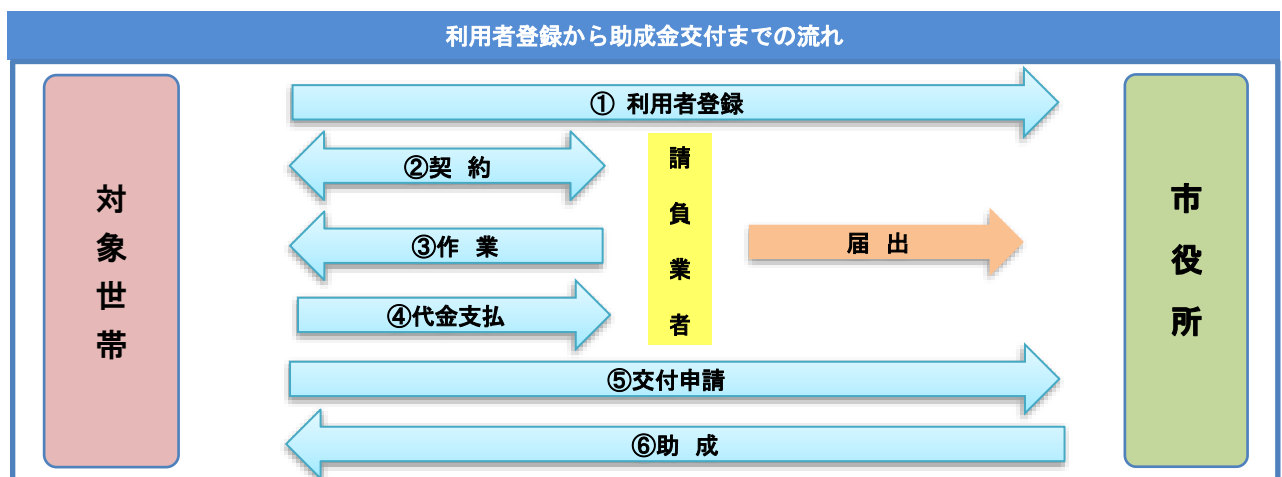 利用者登録から助成金交付までの流れ
対象世帯
① 利用者登録
②契 約
③作 業
④代金支払
請負業者
届 出
⑤交付申請
⑥助 成
市役所